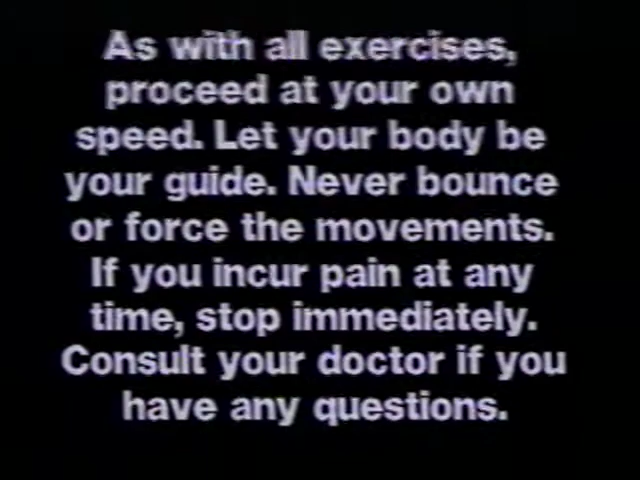 As with all exercises,
proceed at your own
speed. Let your body be
your guide. Never bounce
or force the movements.
If you incur pain at any
time, stop immediately.
Consult your doctor if you
have any questions.